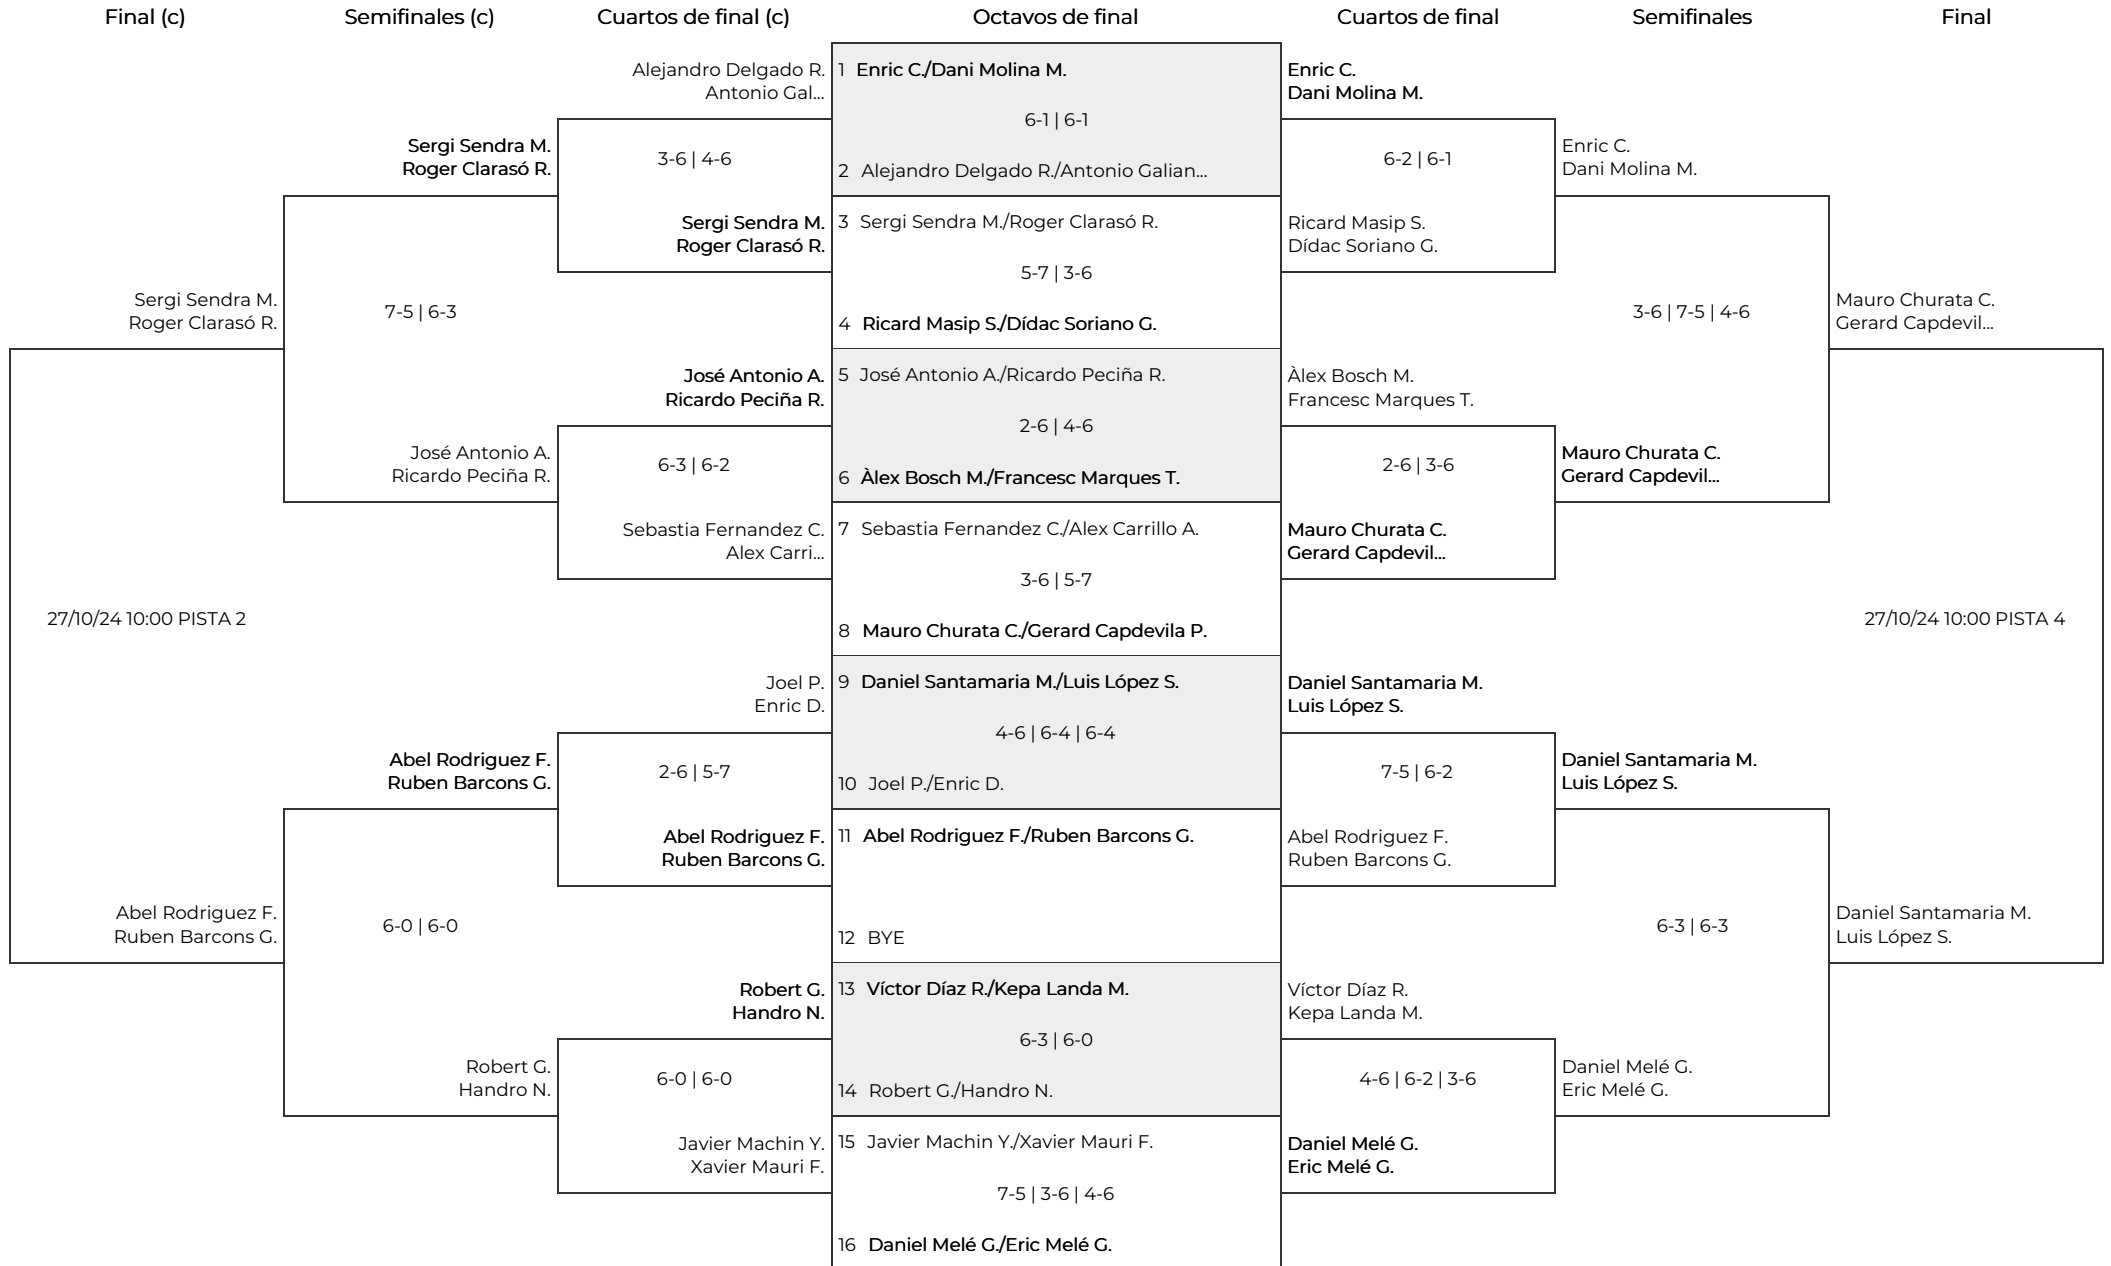 Final (c)
Semifinales (c)
Cuartos de final (c)
Octavos de final
Cuartos de final
Semifinales
Final
Sergi Sendra M.
Roger Clarasó R.
27/10/24 10:00 PISTA 2
Abel Rodriguez F.
Ruben Barcons G.
Sergi Sendra M.
Roger Clarasó R.
7-5 | 6-3
José Antonio A.
Ricardo Peciña R.
Abel Rodriguez F.
Ruben Barcons G.
6-0 | 6-0
Robert G.
Handro N.
Alejandro Delgado R.
Antonio Gal...
3-6 | 4-6
Sergi Sendra M.
Roger Clarasó R.
José Antonio A.
Ricardo Peciña R.
6-3 | 6-2
Sebastia Fernandez C.
Alex Carri...
Joel P.
Enric D.
2-6 | 5-7
Abel Rodriguez F.
Ruben Barcons G.
Robert G.
Handro N.
6-0 | 6-0
Javier Machin Y.
Xavier Mauri F.
1 Enric C./Dani Molina M.
6-1 | 6-1
2 Alejandro Delgado R./Antonio Galian...
3 Sergi Sendra M./Roger Clarasó R.
5-7 | 3-6
4 Ricard Masip S./Dídac Soriano G.
5 José Antonio A./Ricardo Peciña R.
2-6 | 4-6
6 Àlex Bosch M./Francesc Marques T.
7 Sebastia Fernandez C./Alex Carrillo A.
3-6 | 5-7
8 Mauro Churata C./Gerard Capdevila P.
9 Daniel Santamaria M./Luis López S.
4-6 | 6-4 | 6-4
10 Joel P./Enric D.
11 Abel Rodriguez F./Ruben Barcons G.
12 BYE
13 Víctor Díaz R./Kepa Landa M.
6-3 | 6-0
14 Robert G./Handro N.
15 Javier Machin Y./Xavier Mauri F.
7-5 | 3-6 | 4-6
16 Daniel Melé G./Eric Melé G.
Enric C.
Dani Molina M.
6-2 | 6-1
Ricard Masip S.
Dídac Soriano G.
Àlex Bosch M.
Francesc Marques T.
2-6 | 3-6
Mauro Churata C.
Gerard Capdevil...
Daniel Santamaria M.
Luis López S.
7-5 | 6-2
Abel Rodriguez F.
Ruben Barcons G.
Víctor Díaz R.
Kepa Landa M.
4-6 | 6-2 | 3-6
Daniel Melé G.
Eric Melé G.
Enric C.
Dani Molina M.
3-6 | 7-5 | 4-6
Mauro Churata C.
Gerard Capdevil...
Daniel Santamaria M.
Luis López S.
6-3 | 6-3
Daniel Melé G.
Eric Melé G.
Mauro Churata C.
Gerard Capdevil...
27/10/24 10:00 PISTA 4
Daniel Santamaria M.
Luis López S.